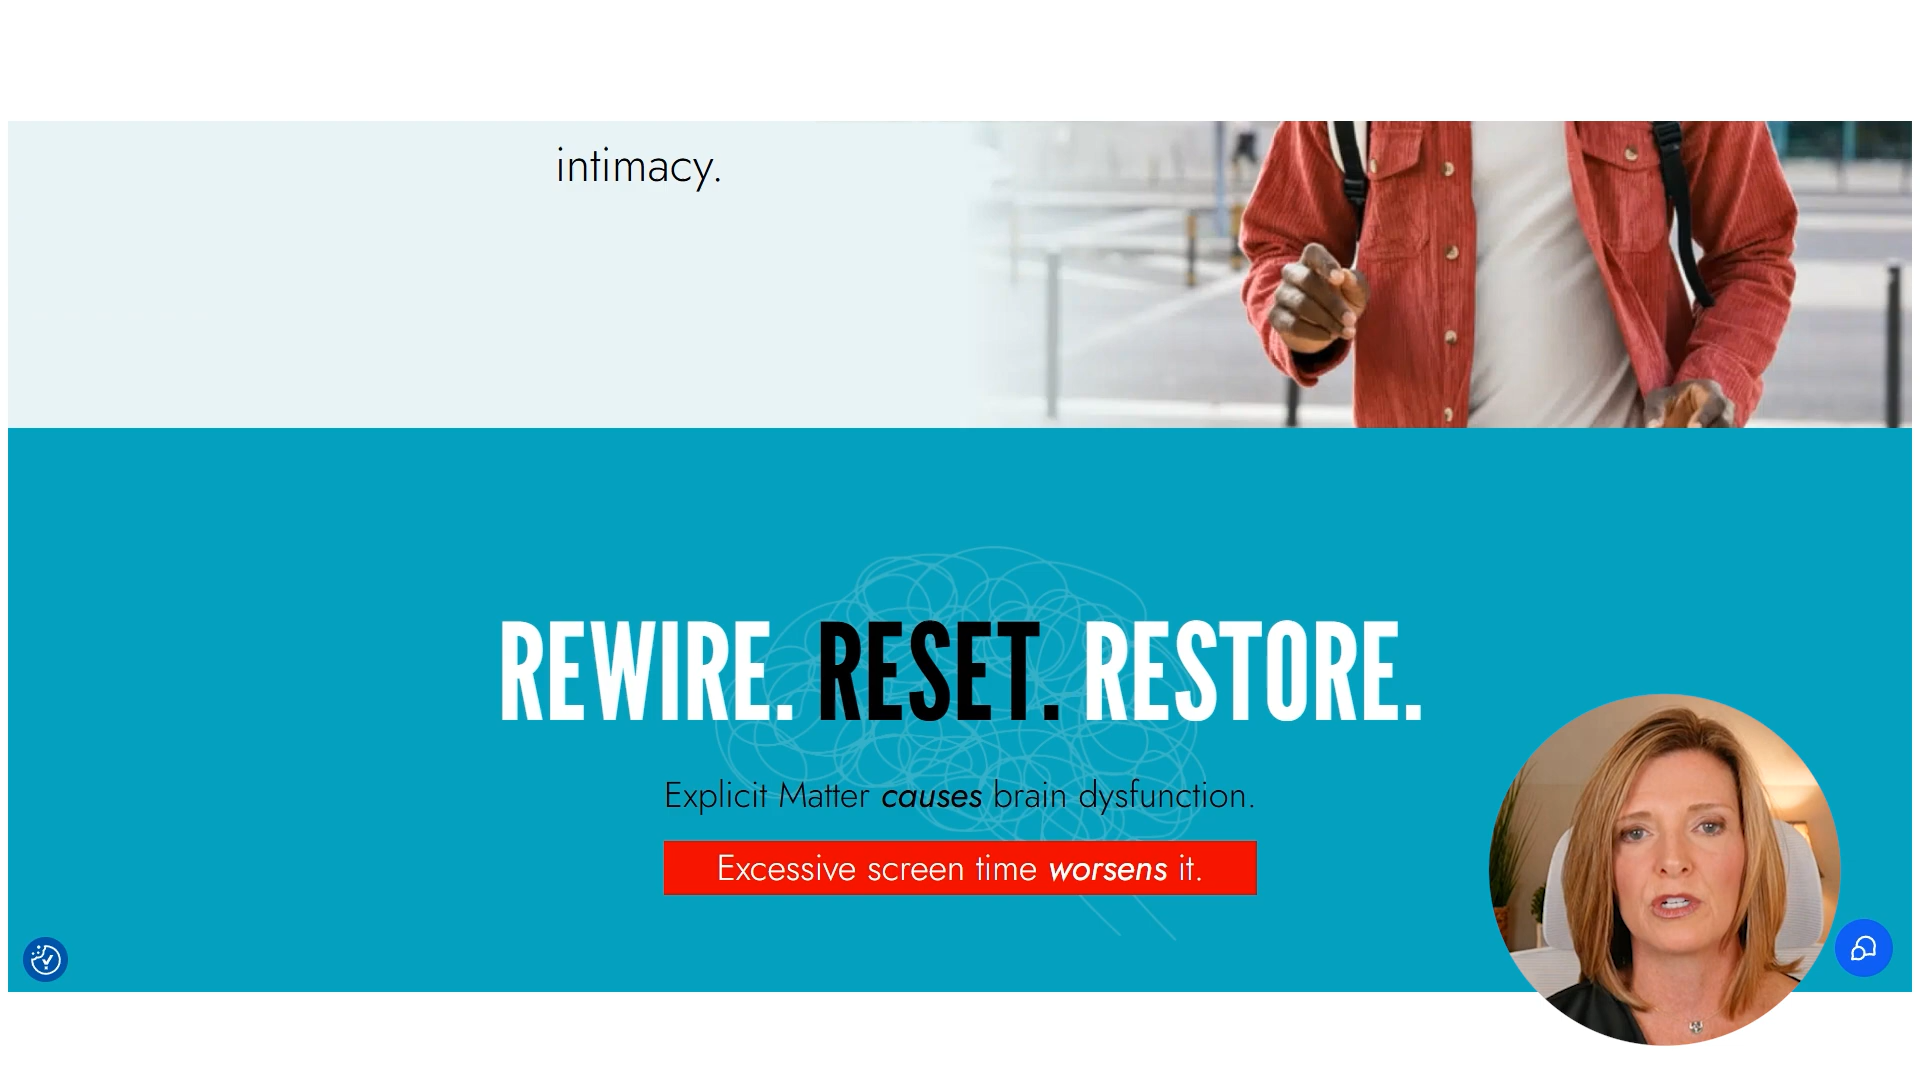 intimacy.
REWIRE. RESET. RESTORE.
Explicit Matter causes brain dysfunction.
Excessive screen time worsens it.